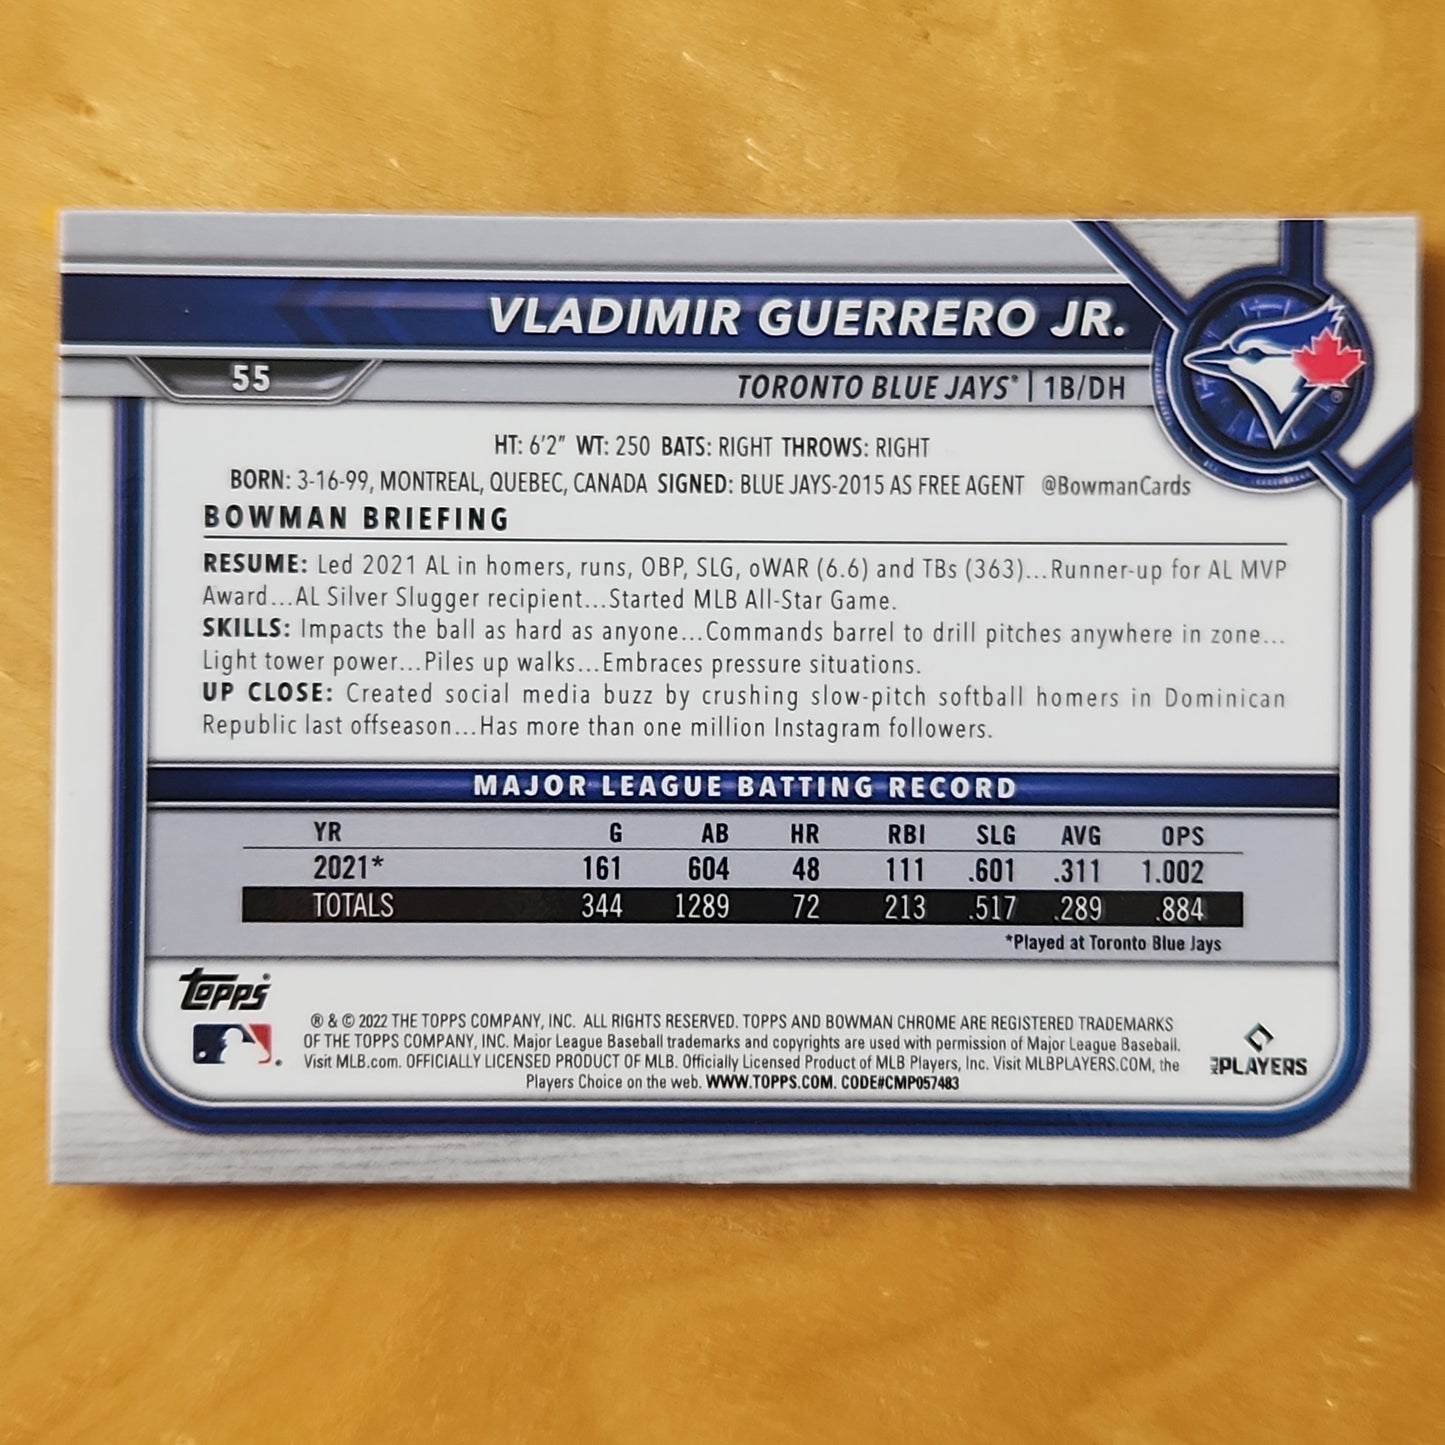 VLADIMIR GUERRERO JR.
55
TORONTO BLUE JAYS® | 1B/DH
HT: 6'2" WT: 250 BATS: RIGHT THROWS: RIGHT
BORN: 3-16-99, MONTREAL, QUEBEC, CANADA SIGNED: BLUE JAYS-2015 AS FREE AGENT @BowmanCards
BOWMAN BRIEFING
RESUME: Led 2021 AL in homers, runs, OBP, SLG, oWAR (6.6) and TBs (363)...Runner-up for AL MVP
Award...AL Silver Slugger recipient...Started MLB All-Star Game.
SKILLS: Impacts the ball as hard as anyone...Commands barrel to drill pitches anywhere in zone...
Light tower power...Piles up walks...Embraces pressure situations.
UP CLOSE: Created social media buzz by crushing slow-pitch softball homers in Dominican
Republic last offseason...Has more than one million Instagram followers.
MAJOR LEAGUE BATTING RECORD
YR G AB HR RBI SLG AVG OPS
2021* 161 604 48 111 .601 .311 1.002
TOTALS 344 1289 72 213 .517 .289 .884
*Played at Toronto Blue Jays
Topps®
® & © 2022 THE TOPPS COMPANY, INC. ALL RIGHTS RESERVED. TOPPS AND BOWMAN CHROME ARE REGISTERED TRADEMARKS
OF THE TOPPS COMPANY, INC. Major League Baseball trademarks and copyrights are used with permission of Major League Baseball.
Visit MLB.com. OFFICIALLY LICENSED PRODUCT OF MLB. Officially Licensed Product of MLB Players, Inc. Visit MLBPLAYERS.COM, the
Players Choice on the web. WWW.TOPPS.COM. CODE#CMP057483
MLB PLAYERS